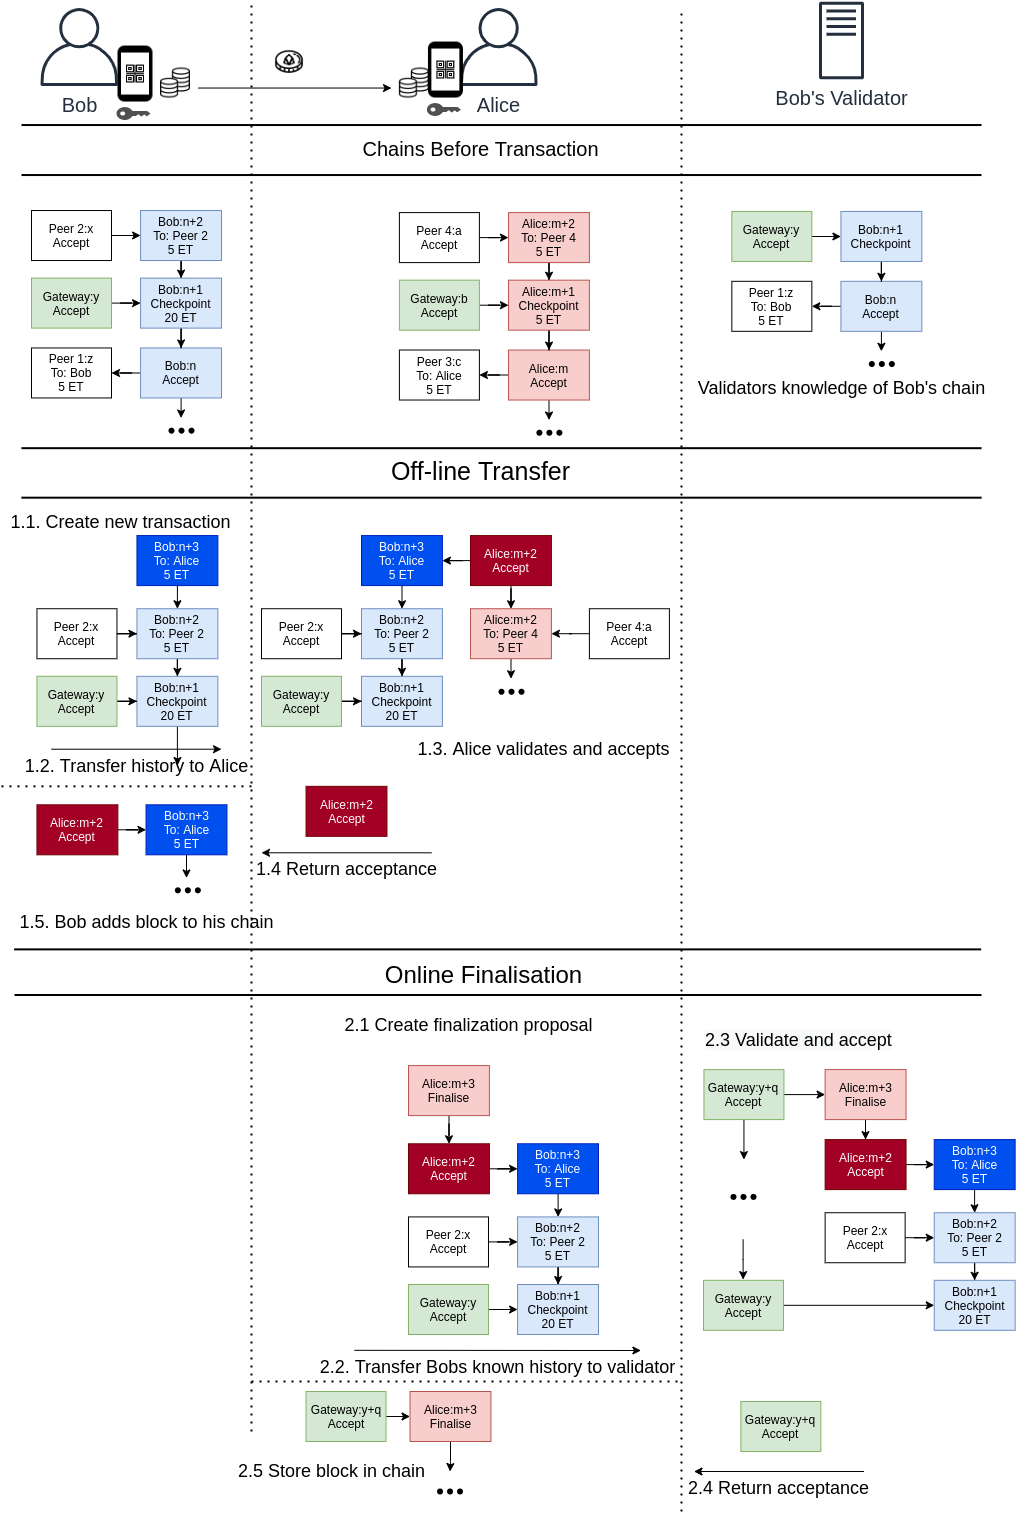 Bob
Alice
Bob's Validator
Chains Before Transaction
Peer 2:x
Accept
Bob:n+2
To: Peer 2
5 ET
Gateway:y
Accept
Bob:n+1
Checkpoint
20 ET
Peer 1:z
To: Bob
5 ET
Bob:n
Accept
Peer 4:a
Accept
Alice:m+2
To: Peer 4
5 ET
Gateway:b
Accept
Alice:m+1
Checkpoint
5 ET
Peer 3:c
To: Alice
5 ET
Alice:m
Accept
Gateway:y
Accept
Bob:n+1
Checkpoint
Peer 1:z
To: Bob
5 ET
Bob:n
Accept
Validators knowledge of Bob's chain
Off-line Transfer
1.1. Create new transaction
Bob:n+3
To: Alice
5 ET
Peer 2:x
Accept
Bob:n+2
To: Peer 2
5 ET
Gateway:y
Accept
Bob:n+1
Checkpoint
20 ET
1.2. Transfer history to Alice
Bob:n+3
To: Alice
5 ET
Alice:m+2
Accept
Peer 2:x
Accept
Bob:n+2
To: Peer 2
5 ET
Alice:m+2
To: Peer 4
5 ET
Peer 4:a
Accept
Gateway:y
Accept
Bob:n+1
Checkpoint
20 ET
1.3. Alice validates and accepts
Alice:m+2
Accept
1.4 Return acceptance
Alice:m+2
Accept
Bob:n+3
To: Alice
5 ET
1.5. Bob adds block to his chain
Online Finalisation
2.1 Create finalization proposal
Alice:m+3
Finalise
Alice:m+2
Accept
Bob:n+3
To: Alice
5 ET
Peer 2:x
Accept
Bob:n+2
To: Peer 2
5 ET
Gateway:y
Accept
Bob:n+1
Checkpoint
20 ET
2.2. Transfer Bobs known history to validator
2.3 Validate and accept
Gateway:y+q
Accept
Alice:m+3
Finalise
Alice:m+2
Accept
Bob:n+3
To: Alice
5 ET
Peer 2:x
Accept
Bob:n+2
To: Peer 2
5 ET
Gateway:y
Accept
Bob:n+1
Checkpoint
20 ET
Gateway:y+q
Accept
2.4 Return acceptance
Gateway:y+q
Accept
Alice:m+3
Finalise
2.5 Store block in chain